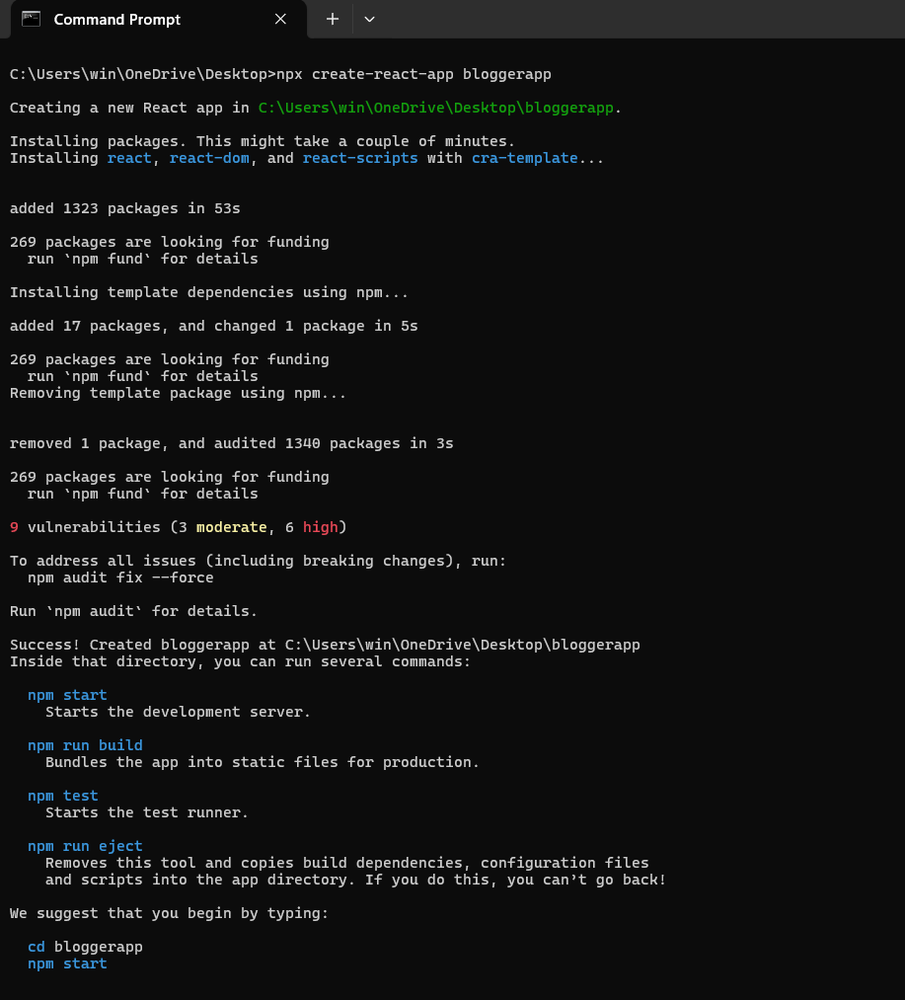 Command Prompt
C:\Users\win\OneDrive\Desktop>npx create-react-app bloggerapp
Creating a new React app in C:\Users\win\OneDrive\Desktop\bloggerapp.
Installing packages. This might take a couple of minutes.
Installing react, react-dom, and react-scripts with cra-template...
added 1323 packages in 53s
269 packages are looking for funding
  run `npm fund` for details
Installing template dependencies using npm...
added 17 packages, and changed 1 package in 5s
269 packages are looking for funding
  run `npm fund` for details
Removing template package using npm...
removed 1 package, and audited 1340 packages in 3s
269 packages are looking for funding
  run `npm fund` for details
9 vulnerabilities (3 moderate, 6 high)
To address all issues (including breaking changes), run:
  npm audit fix --force
Run `npm audit` for details.
Success! Created bloggerapp at C:\Users\win\OneDrive\Desktop\bloggerapp
Inside that directory, you can run several commands:
  npm start
    Starts the development server.
  npm run build
    Bundles the app into static files for production.
  npm test
    Starts the test runner.
  npm run eject
    Removes this tool and copies build dependencies, configuration files
    and scripts into the app directory. If you do this, you can’t go back!
We suggest that you begin by typing:
  cd bloggerapp
  npm start